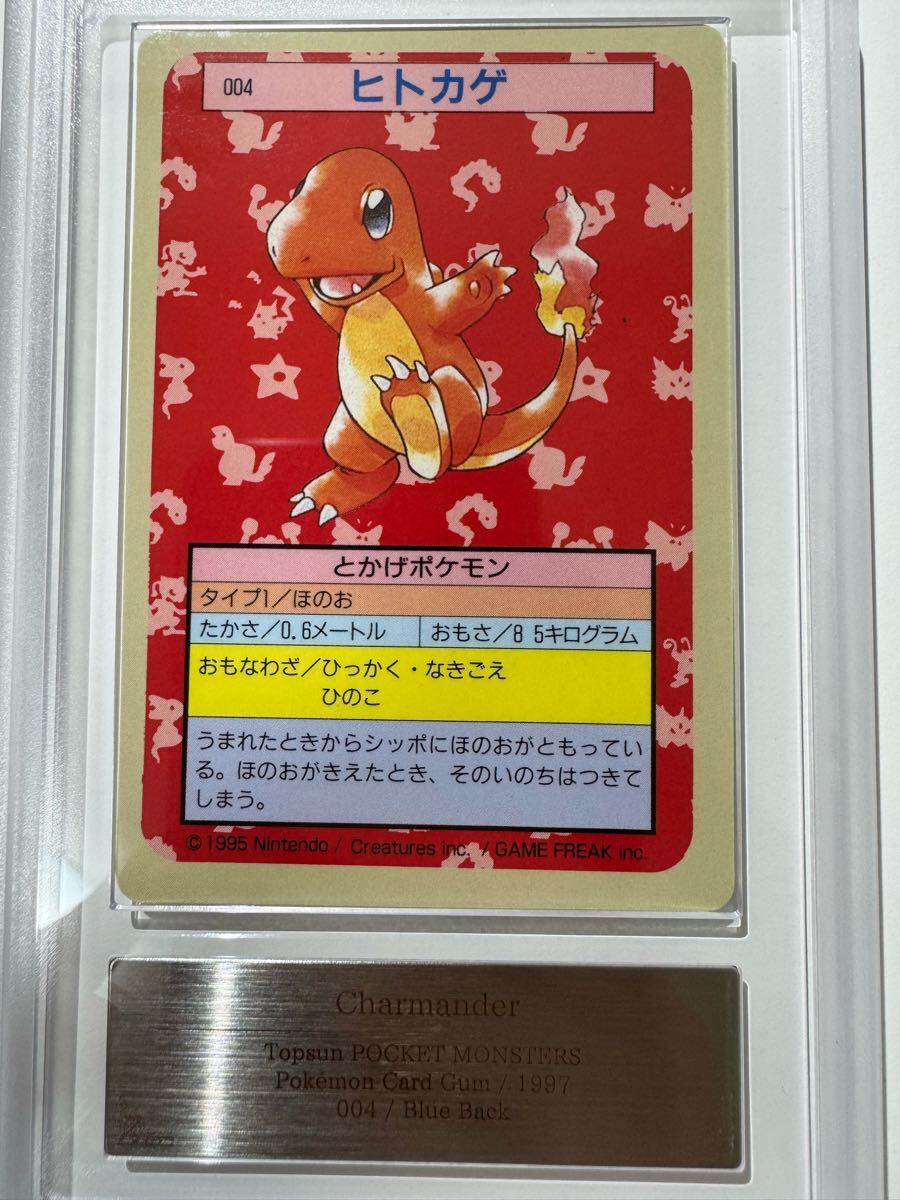 004 ヒトカゲ
とかげポケモン
タイプ1/ほのお
たかさ/0.6メートル おもさ/8 5キログラム
おもなわざ/ひっかく・なきごえ
ひのこ
うまれたときからシッポにほのおがともってい
る。ほのおがきえたとき、そのいのちはつきて
しまう。
©1995 Nintendo / Creatures inc. / GAME FREAK inc.
Charmander
Topsun POCKET MONSTERS
Pokémon Card Gum / 1997
004 / Blue Back